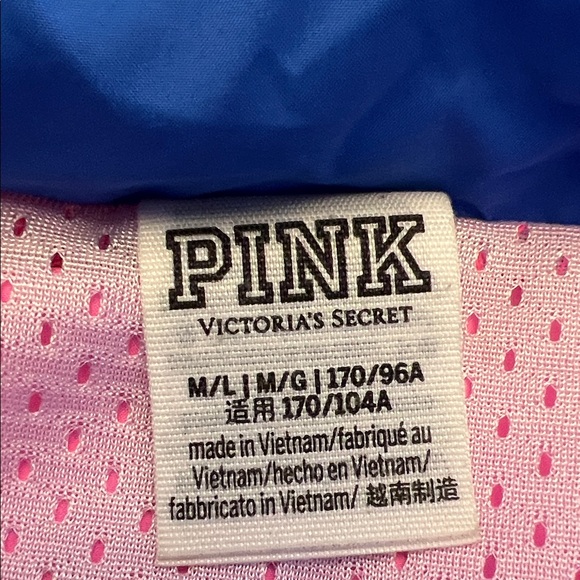 PINK
VICTORIA'S SECRET
M/L | M/G | 170/96A
适用 170/104A
made in Vietnam/fabriqué au
Vietnam/hecho en Vietnam/
fabbricato in Vietnam/ 越南制造